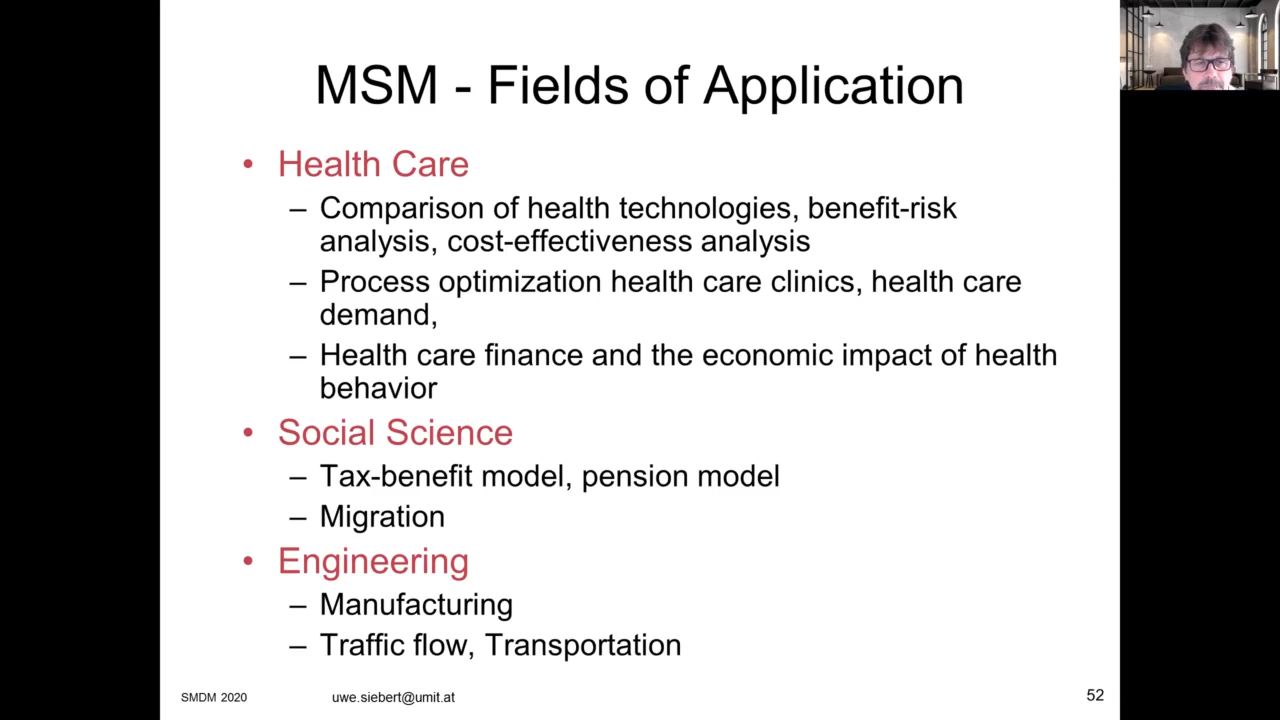 MSM - Fields of Application
• Health Care
– Comparison of health technologies, benefit-risk
analysis, cost-effectiveness analysis
– Process optimization health care clinics, health care
demand,
– Health care finance and the economic impact of health
behavior
• Social Science
– Tax-benefit model, pension model
– Migration
• Engineering
– Manufacturing
– Traffic flow, Transportation
SMDM 2020
uwe.siebert@umit.at
52